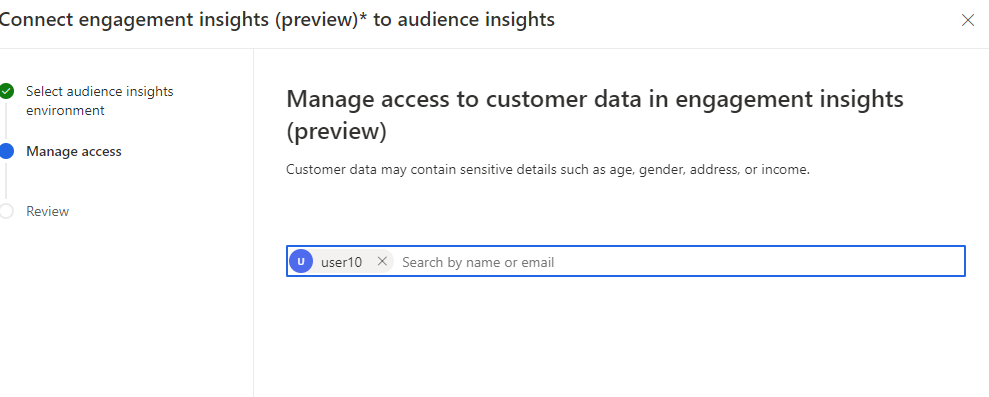 Connect engagement insights (preview)* to audience insights
Select audience insights
environment
Manage access
Review
Manage access to customer data in engagement insights
(preview)
Customer data may contain sensitive details such as age, gender, address, or income.
U user10 Search by name or email